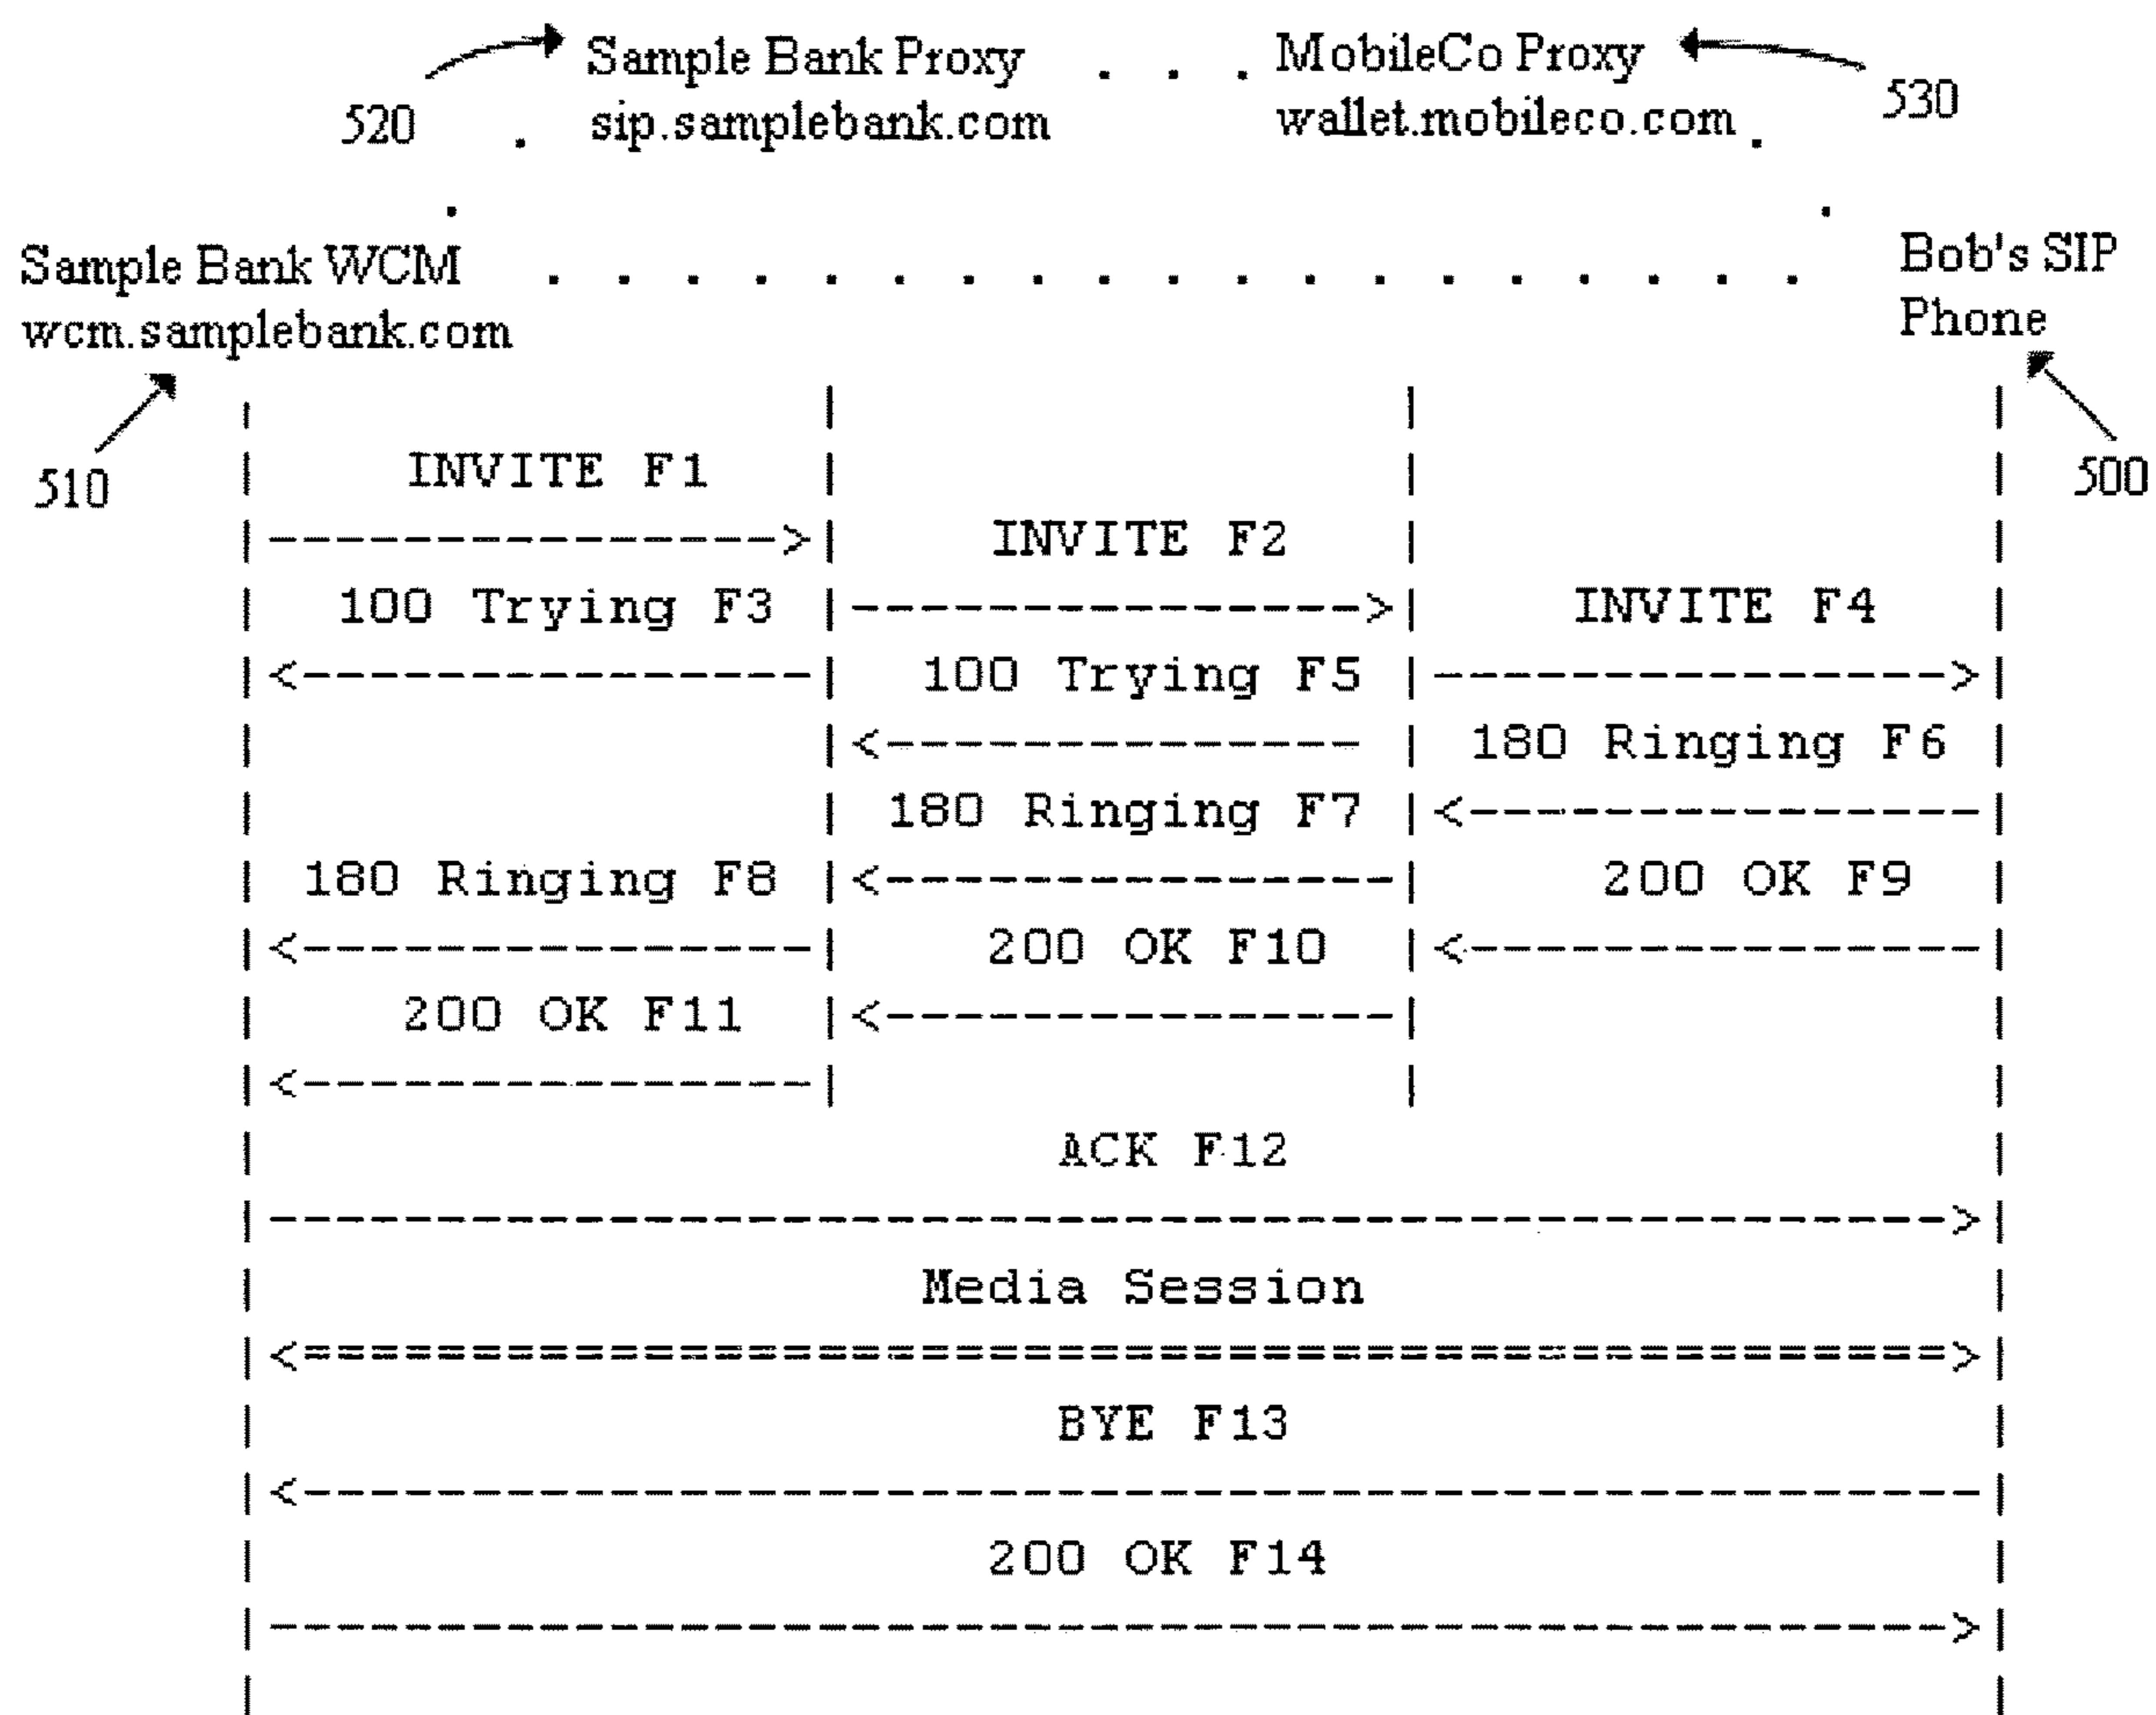 Sample Bank Proxy . . . MobileCo Proxy
520 . sip.samplebank.com wallet.mobileco.com . 530
. .
Sample Bank WCM . . . . . . . . . . . . . . . . . . . Bob's SIP
wcm.samplebank.com Phone
| | | |
510 | INVITE F1 | | | 500
|--------------->| INVITE F2 | |
| 100 Trying F3 |--------------->| INVITE F4 |
|<---------------| 100 Trying F5 |--------------->|
| |<-------------- | 180 Ringing F6 |
| | 180 Ringing F7 |<---------------|
| 180 Ringing F8 |<---------------| 200 OK F9 |
|<---------------| 200 OK F10 |<---------------|
| 200 OK F11 |<---------------| |
|<---------------| | |
| ACK F12 |
|------------------------------------------------->|
| Media Session |
|<================================================>|
| BYE F13 |
|<-------------------------------------------------|
| 200 OK F14 |
|------------------------------------------------->|
| |